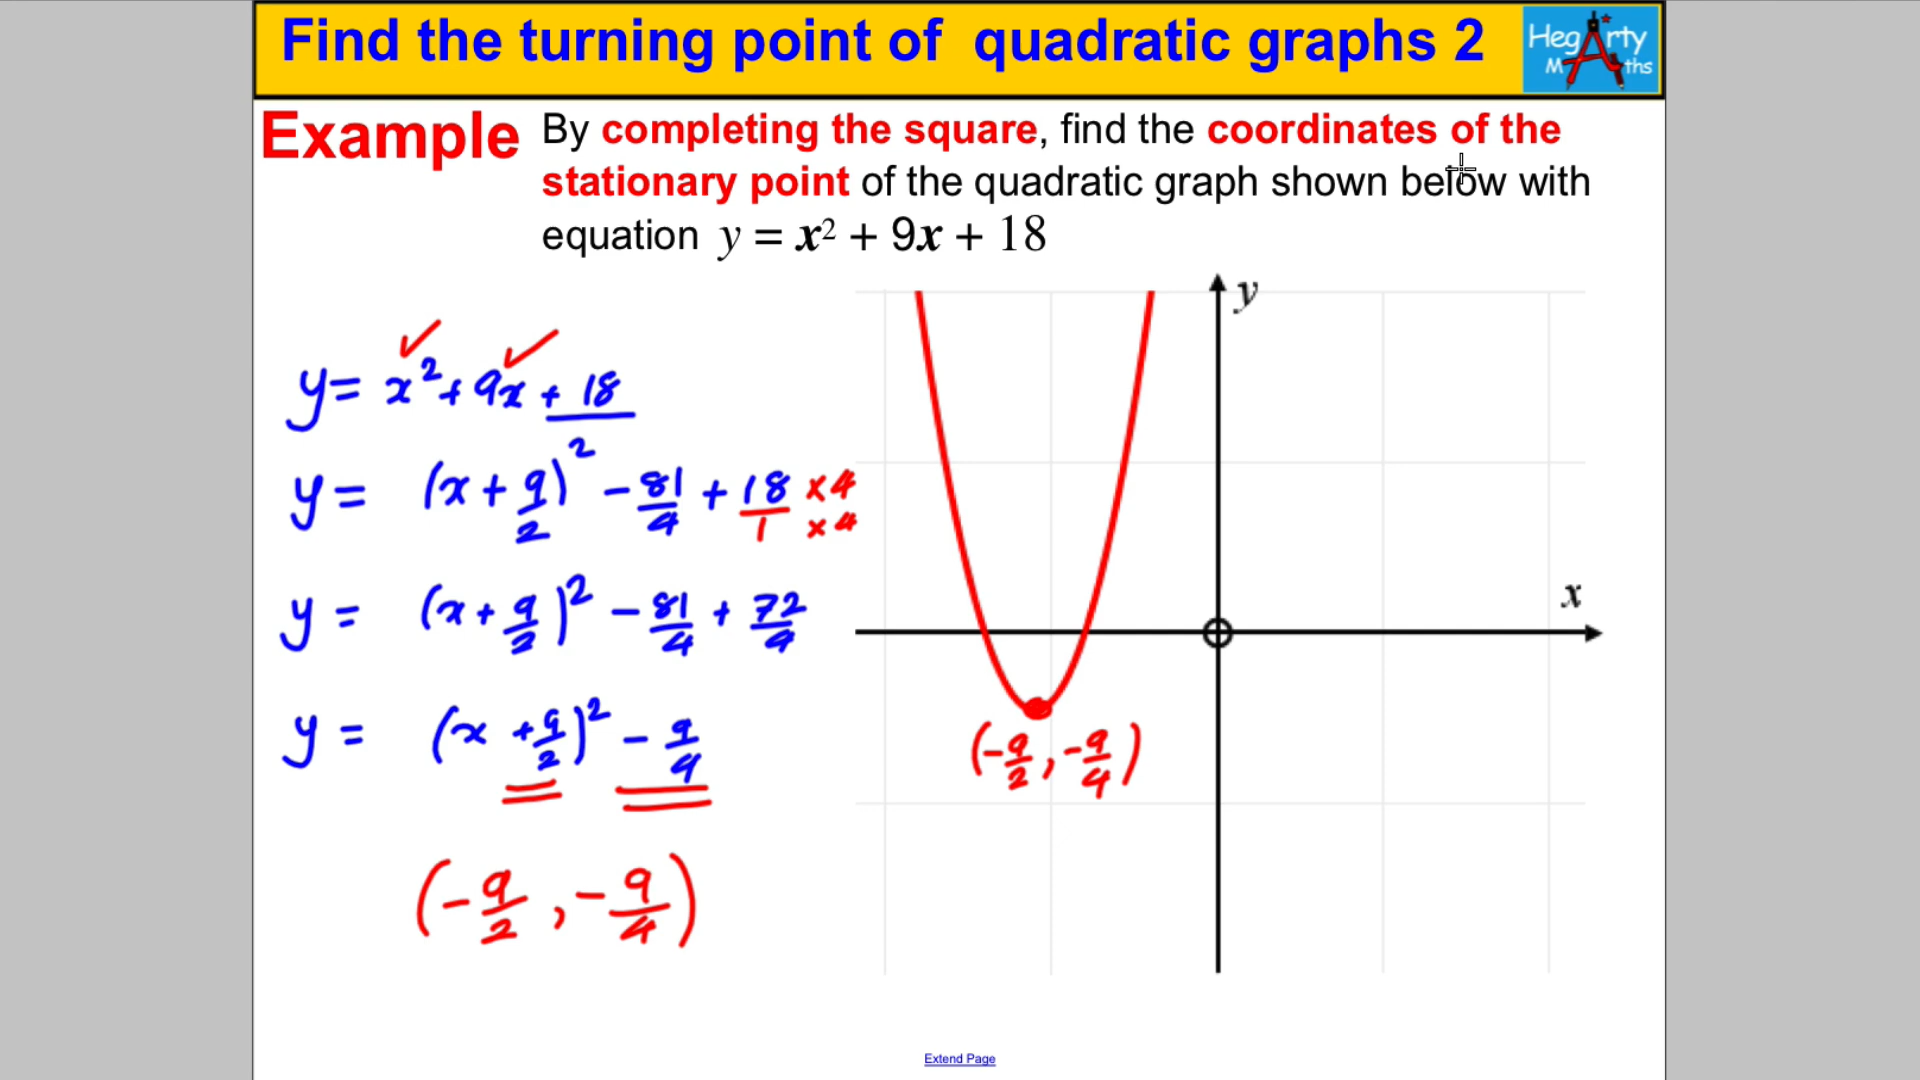 Find the turning point of quadratic graphs 2
HegArty
Maths
Example
By completing the square, find the coordinates of the
stationary point of the quadratic graph shown below with
equation y = x² + 9x + 18
y
y = x² + 9x + 18
y = (x + 9/2)² - 81/4 + 18/1 ×4 ×4
x
y = (x + 9/2)² - 81/4 + 72/4
y = (x + 9/2)² - 9/4
(-9/2, -9/4)
(-9/2, -9/4)
Extend Page